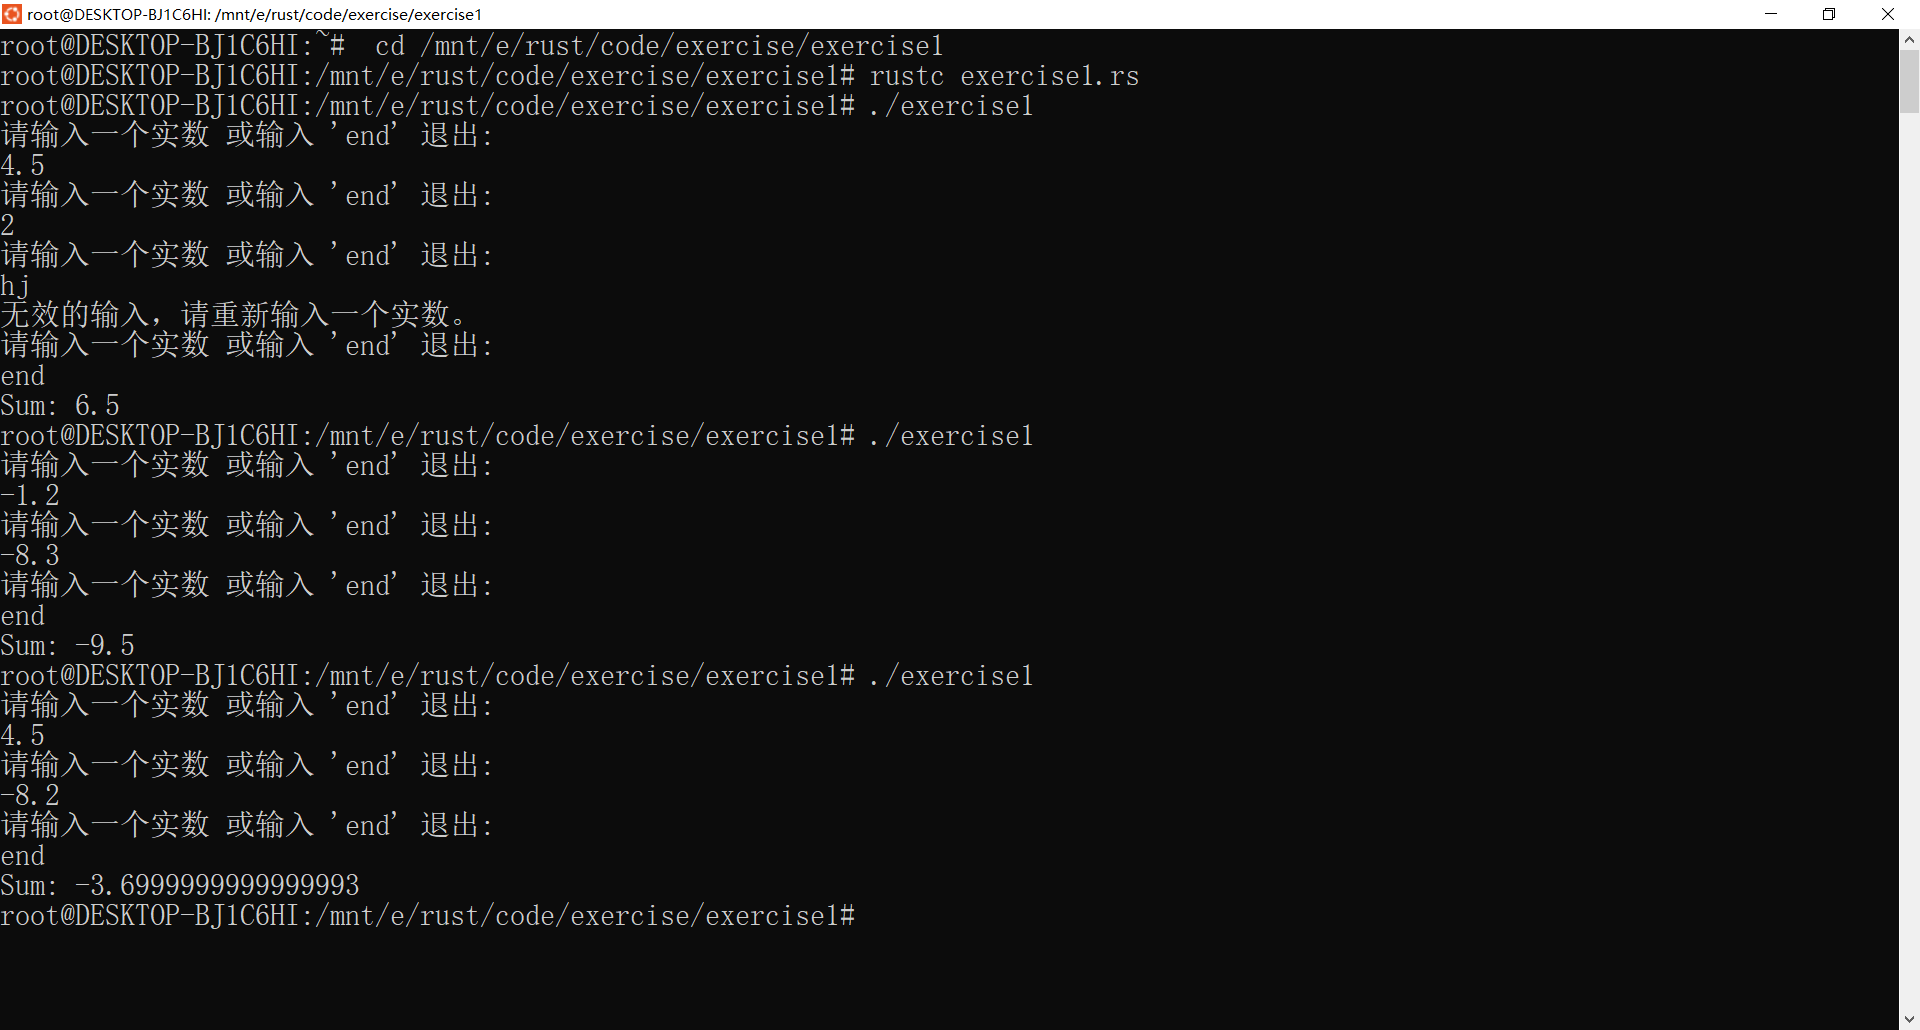 root@DESKTOP-BJ1C6HI: /mnt/e/rust/code/exercise/exercise1
root@DESKTOP-BJ1C6HI:~#  cd /mnt/e/rust/code/exercise/exercise1
root@DESKTOP-BJ1C6HI:/mnt/e/rust/code/exercise/exercise1# rustc exercise1.rs
root@DESKTOP-BJ1C6HI:/mnt/e/rust/code/exercise/exercise1# ./exercise1
请输入一个实数 或输入 'end' 退出:
4.5
请输入一个实数 或输入 'end' 退出:
2
请输入一个实数 或输入 'end' 退出:
hj
无效的输入，请重新输入一个实数。
请输入一个实数 或输入 'end' 退出:
end
Sum: 6.5
root@DESKTOP-BJ1C6HI:/mnt/e/rust/code/exercise/exercise1# ./exercise1
请输入一个实数 或输入 'end' 退出:
-1.2
请输入一个实数 或输入 'end' 退出:
-8.3
请输入一个实数 或输入 'end' 退出:
end
Sum: -9.5
root@DESKTOP-BJ1C6HI:/mnt/e/rust/code/exercise/exercise1# ./exercise1
请输入一个实数 或输入 'end' 退出:
4.5
请输入一个实数 或输入 'end' 退出:
-8.2
请输入一个实数 或输入 'end' 退出:
end
Sum: -3.6999999999999993
root@DESKTOP-BJ1C6HI:/mnt/e/rust/code/exercise/exercise1#